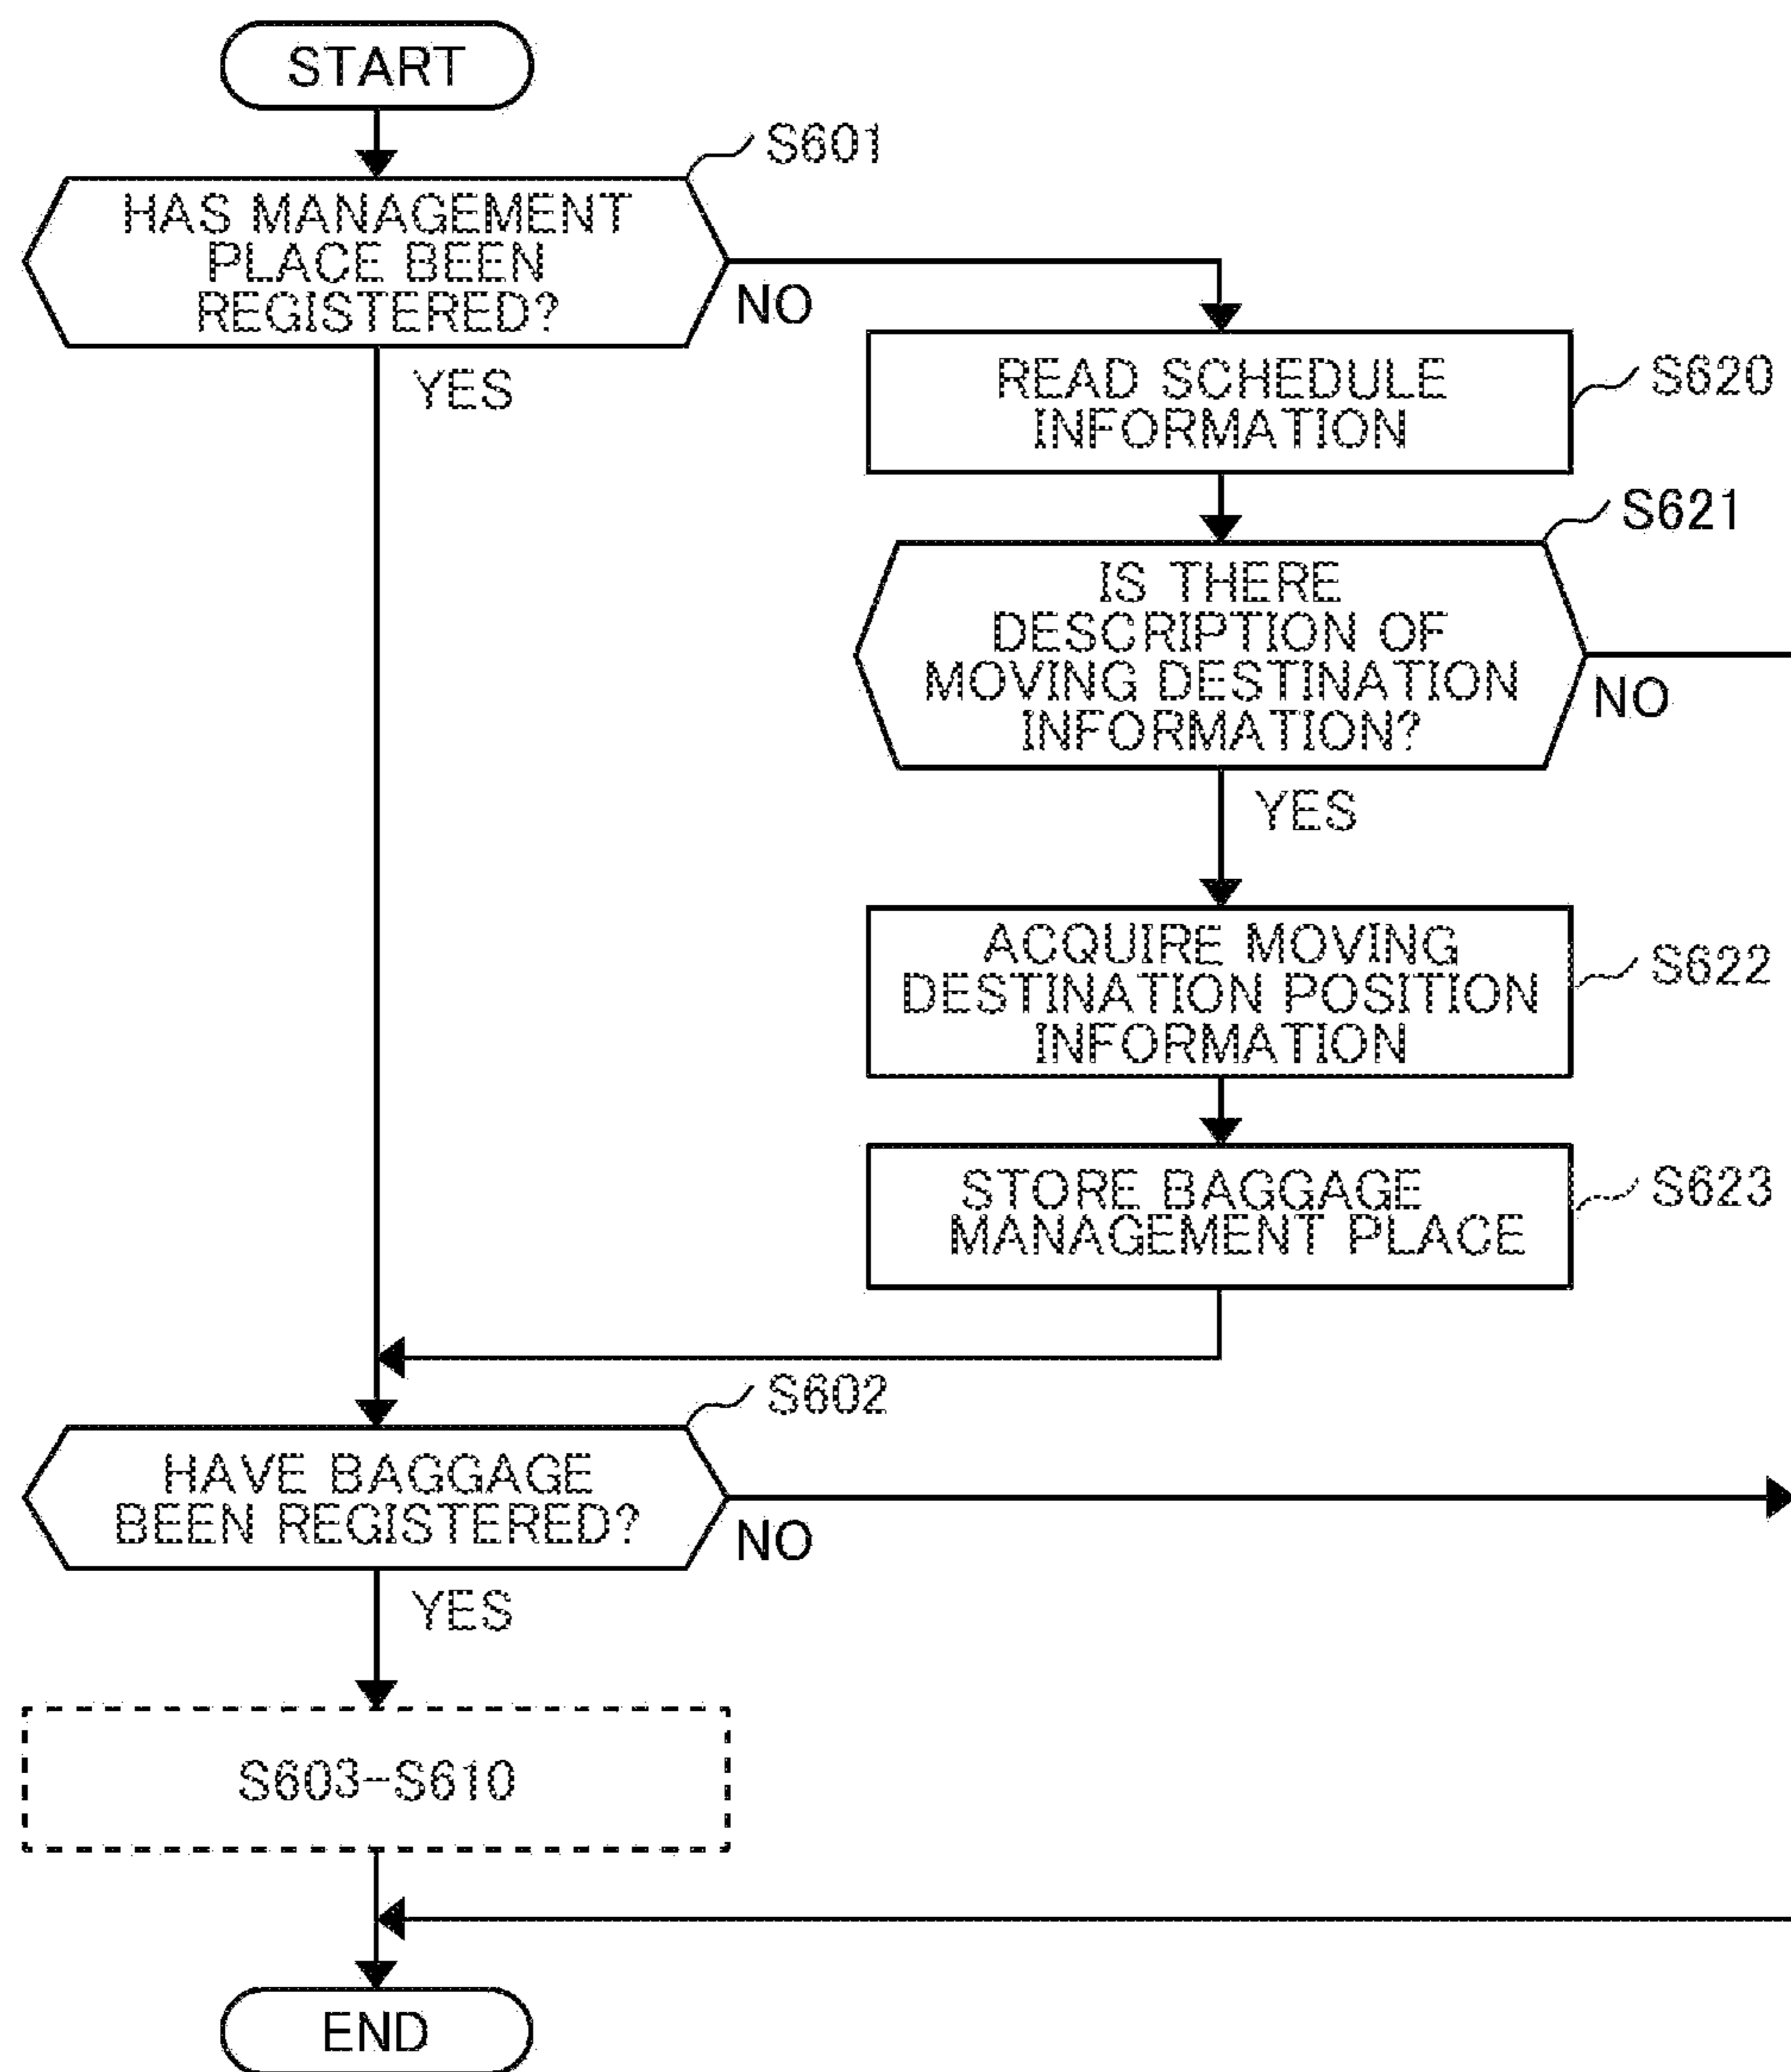 START
S601
HAS MANAGEMENT
PLACE BEEN
REGISTERED?
NO
YES
READ SCHEDULE
INFORMATION
S620
S621
IS THERE
DESCRIPTION OF
MOVING DESTINATION
INFORMATION?
NO
YES
ACQUIRE MOVING
DESTINATION POSITION
INFORMATION
S622
STORE BAGGAGE
MANAGEMENT PLACE
S623
S602
HAVE BAGGAGE
BEEN REGISTERED?
NO
YES
S603-S610
END